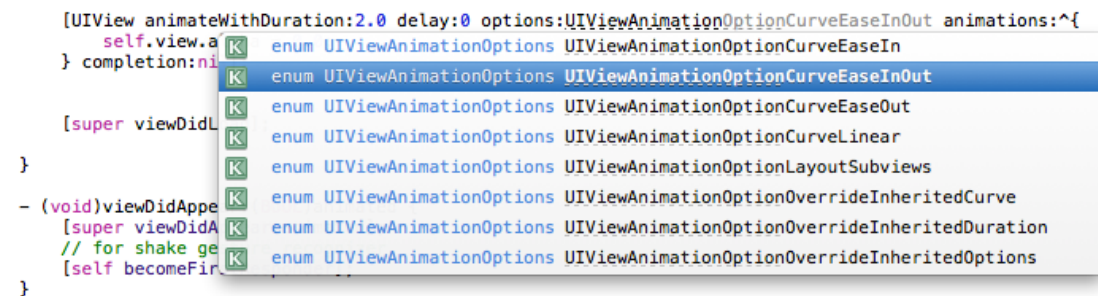 [UIView animateWithDuration:2.0 delay:0 options:UIViewAnimationOptionCurveEaseInOut animations:^{
self.view.a
} completion:ni
[super viewDidL
}
- (void)viewDidAppe
[super viewDidA
// for shake ge
[self becomeFir
}
K enum UIViewAnimationOptions UIViewAnimationOptionCurveEaseIn
K enum UIViewAnimationOptions UIViewAnimationOptionCurveEaseInOut
K enum UIViewAnimationOptions UIViewAnimationOptionCurveEaseOut
K enum UIViewAnimationOptions UIViewAnimationOptionCurveLinear
K enum UIViewAnimationOptions UIViewAnimationOptionLayoutSubviews
K enum UIViewAnimationOptions UIViewAnimationOptionOverrideInheritedCurve
K enum UIViewAnimationOptions UIViewAnimationOptionOverrideInheritedDuration
K enum UIViewAnimationOptions UIViewAnimationOptionOverrideInheritedOptions